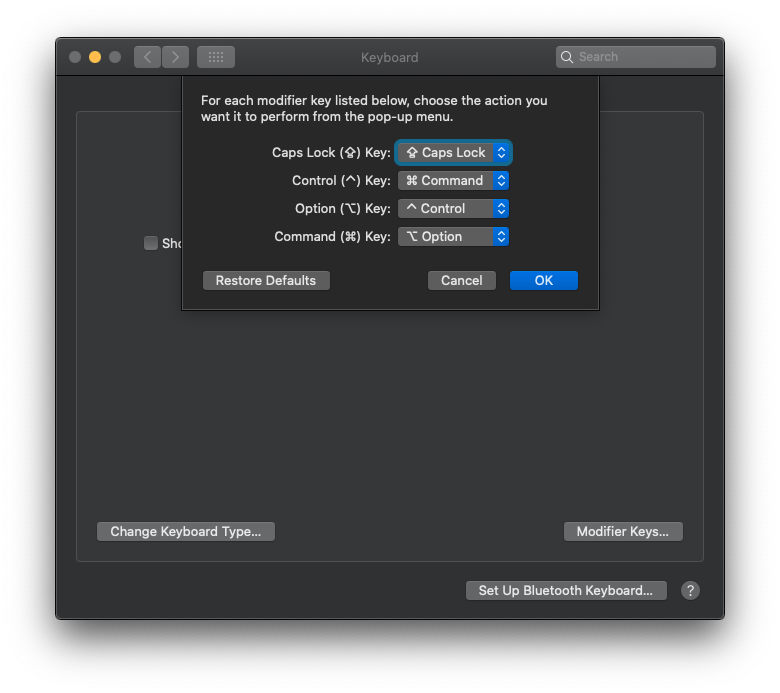 Keyboard
Search
For each modifier key listed below, choose the action you
want it to perform from the pop-up menu.
Caps Lock (⇪) Key: ⇪ Caps Lock
Control (^) Key: ⌘ Command
Option (⌥) Key: ^ Control
Command (⌘) Key: ⌥ Option
Sho
Restore Defaults Cancel OK
Change Keyboard Type... Modifier Keys...
Set Up Bluetooth Keyboard... ?